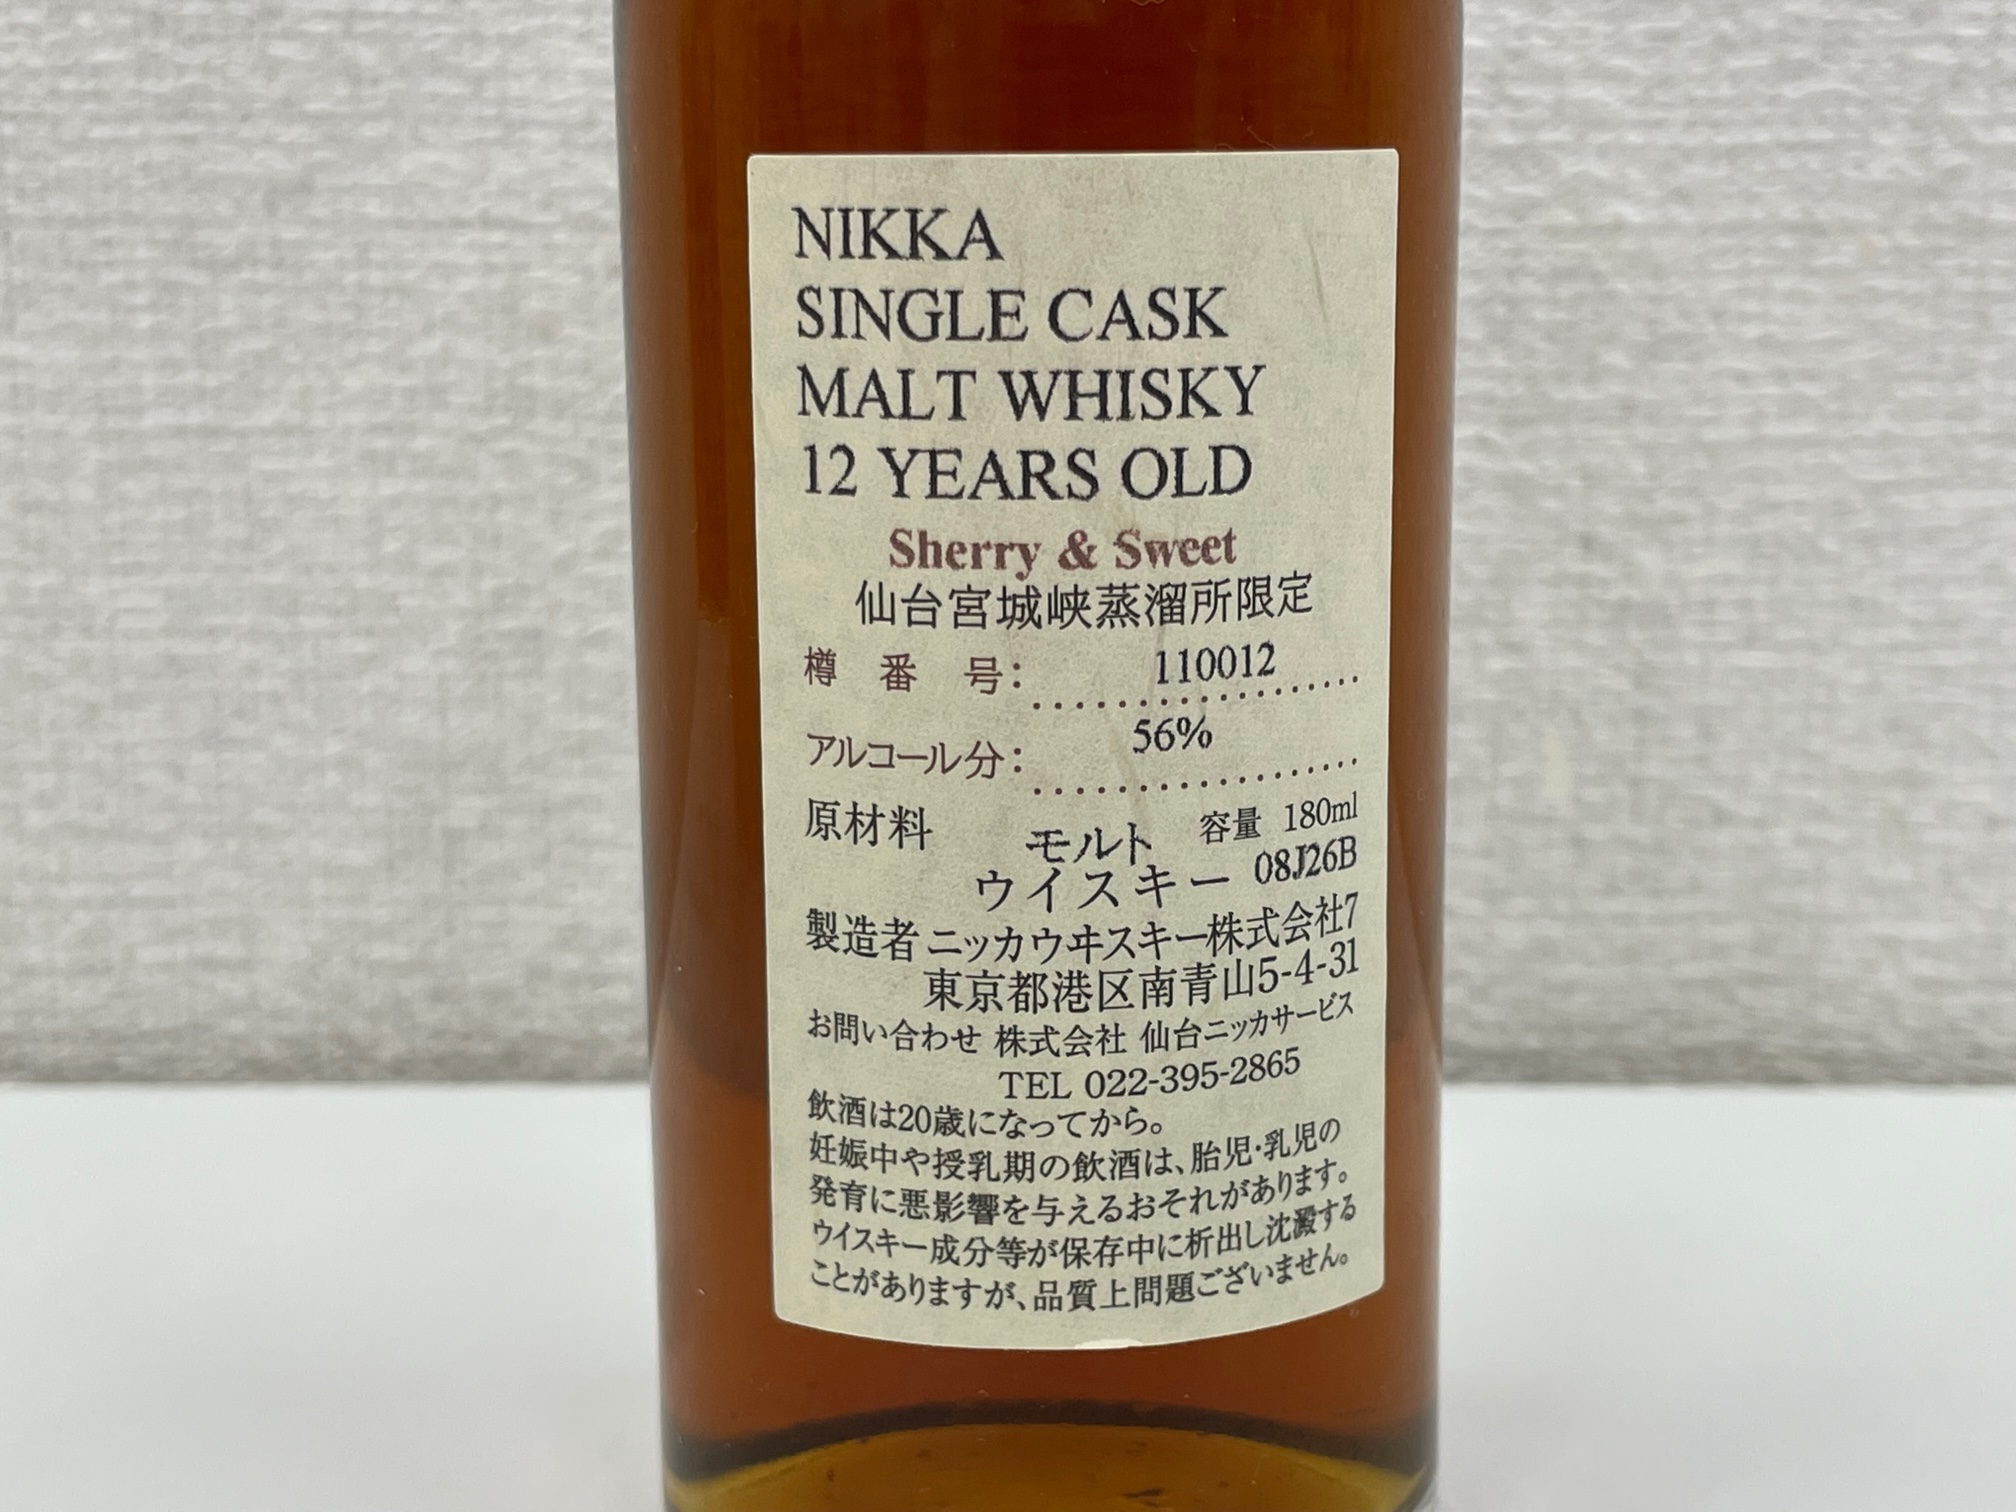 NIKKA
SINGLE CASK
MALT WHISKY
12 YEARS OLD
Sherry & Sweet
仙台宮城峡蒸溜所限定
樽番号: 110012
アルコール分: 56%
原材料 モルト 容量 180ml
ウイスキー 08J26B
製造者 ニッカウヰスキー株式会社7
東京都港区南青山5-4-31
お問い合わせ 株式会社 仙台ニッカサービス
TEL 022-395-2865
飲酒は20歳になってから。
妊娠中や授乳期の飲酒は、胎児・乳児の
発育に悪影響を与えるおそれがあります。
ウイスキー成分等が保存中に析出し沈澱する
ことがありますが、品質上問題ございません。